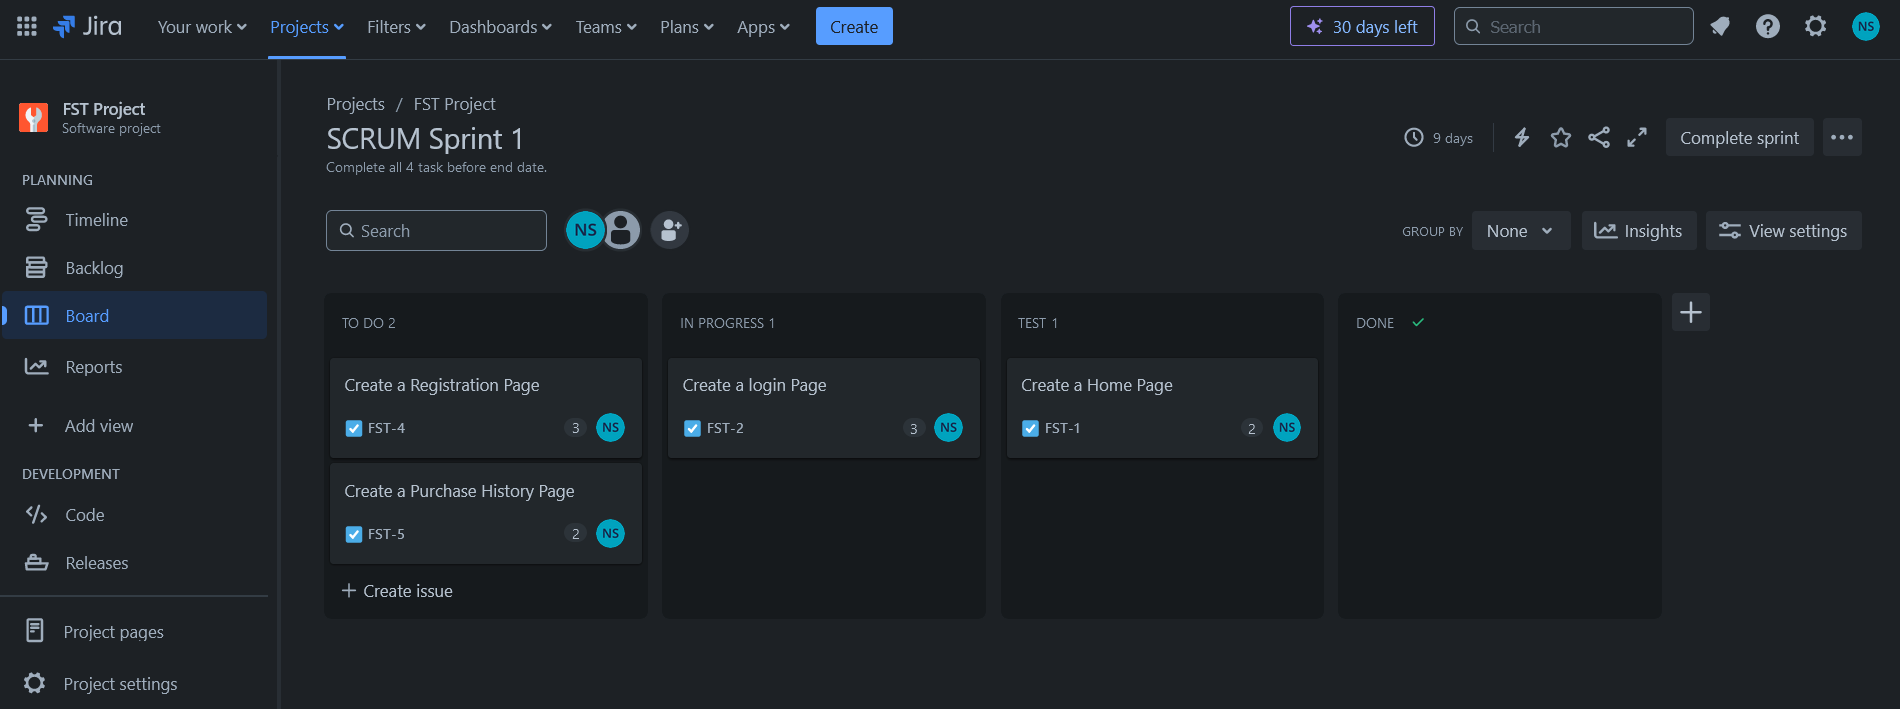 Jira
Your work
Projects
Filters
Dashboards
Teams
Plans
Apps
Create
30 days left
Search
NS
FST Project
Software project
PLANNING
Timeline
Backlog
Board
Reports
Add view
DEVELOPMENT
Code
Releases
Project pages
Project settings
Projects / FST Project
SCRUM Sprint 1
Complete all 4 task before end date.
9 days
Complete sprint
Search
NS
GROUP BY
None
Insights
View settings
TO DO 2
Create a Registration Page
FST-4
3
NS
Create a Purchase History Page
FST-5
2
NS
Create issue
IN PROGRESS 1
Create a login Page
FST-2
3
NS
TEST 1
Create a Home Page
FST-1
2
NS
DONE